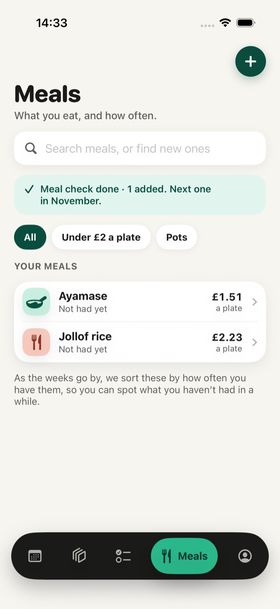 14:33
Meals
What you eat, and how often.
Search meals, or find new ones
Meal check done · 1 added. Next one
in November.
All
Under £2 a plate
Pots
YOUR MEALS
Ayamase
£1.51
Not had yet
a plate
Jollof rice
£2.23
Not had yet
a plate
As the weeks go by, we sort these by how often you
have them, so you can spot what you haven't had in a
while.
Meals